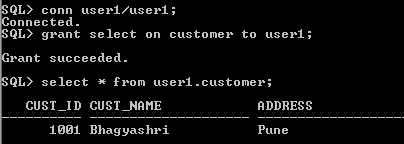 SQL> conn user1/user1;
Connected.
SQL> grant select on customer to user1;
Grant succeeded.
SQL> select * from user1.customer;
CUST_ID CUST_NAME ADDRESS
---------- -------------------- --------------------
1001 Bhagyashri Pune